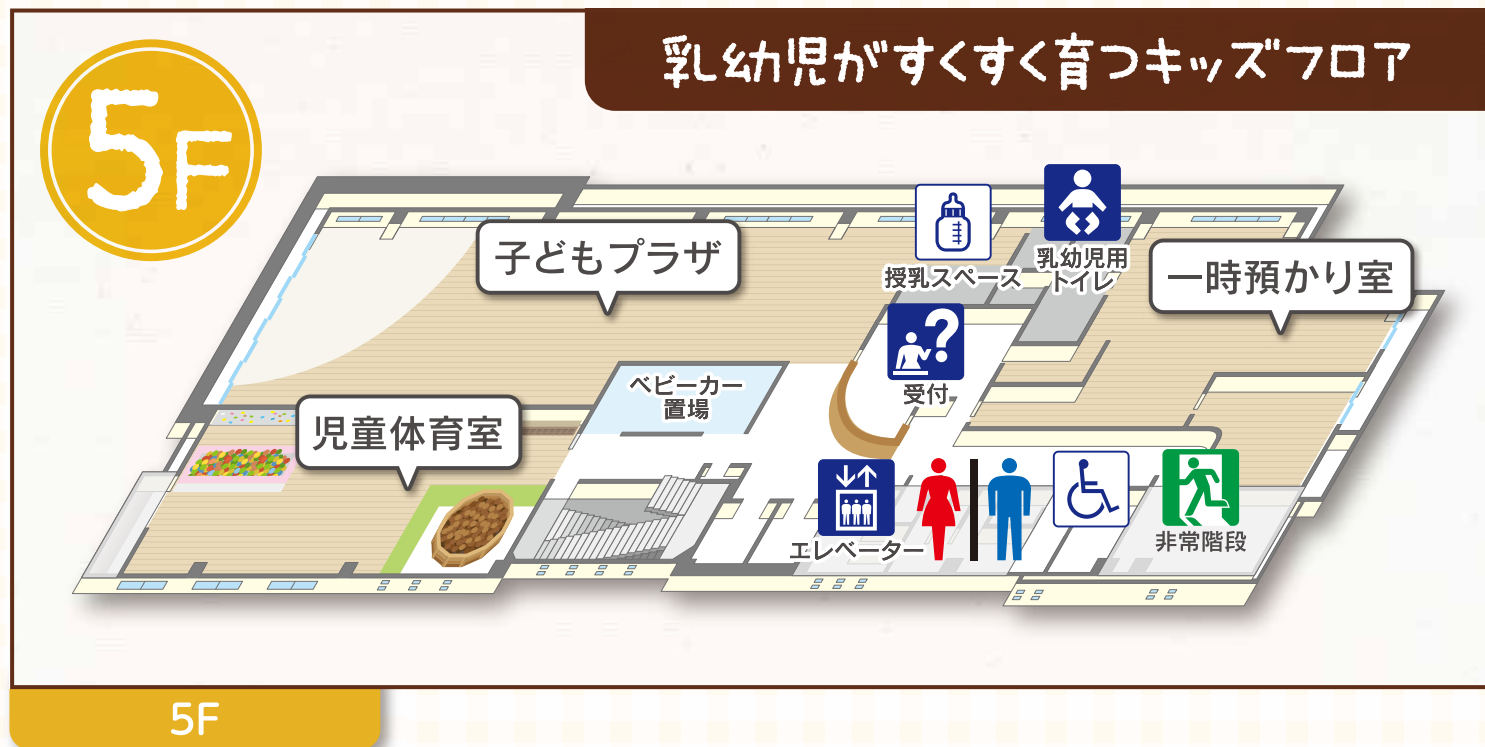 乳幼児がすくすく育つキッズフロア
5F
子どもプラザ
授乳スペース
乳幼児用
トイレ
一時預かり室
?
受付
ベビーカー
置場
児童体育室
エレベーター
非常階段
5F